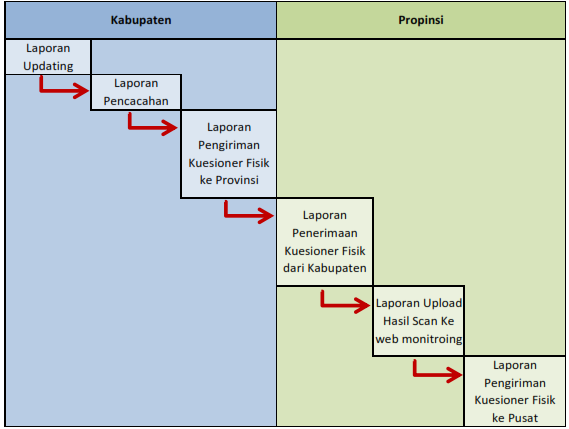 Kabupaten
Propinsi
Laporan
Updating
Laporan
Pencacahan
Laporan
Pengiriman
Kuesioner Fisik
ke Provinsi
Laporan
Penerimaan
Kuesioner Fisik
dari Kabupaten
Laporan Upload
Hasil Scan Ke
web monitroing
Laporan
Pengiriman
Kuesioner Fisik
ke Pusat